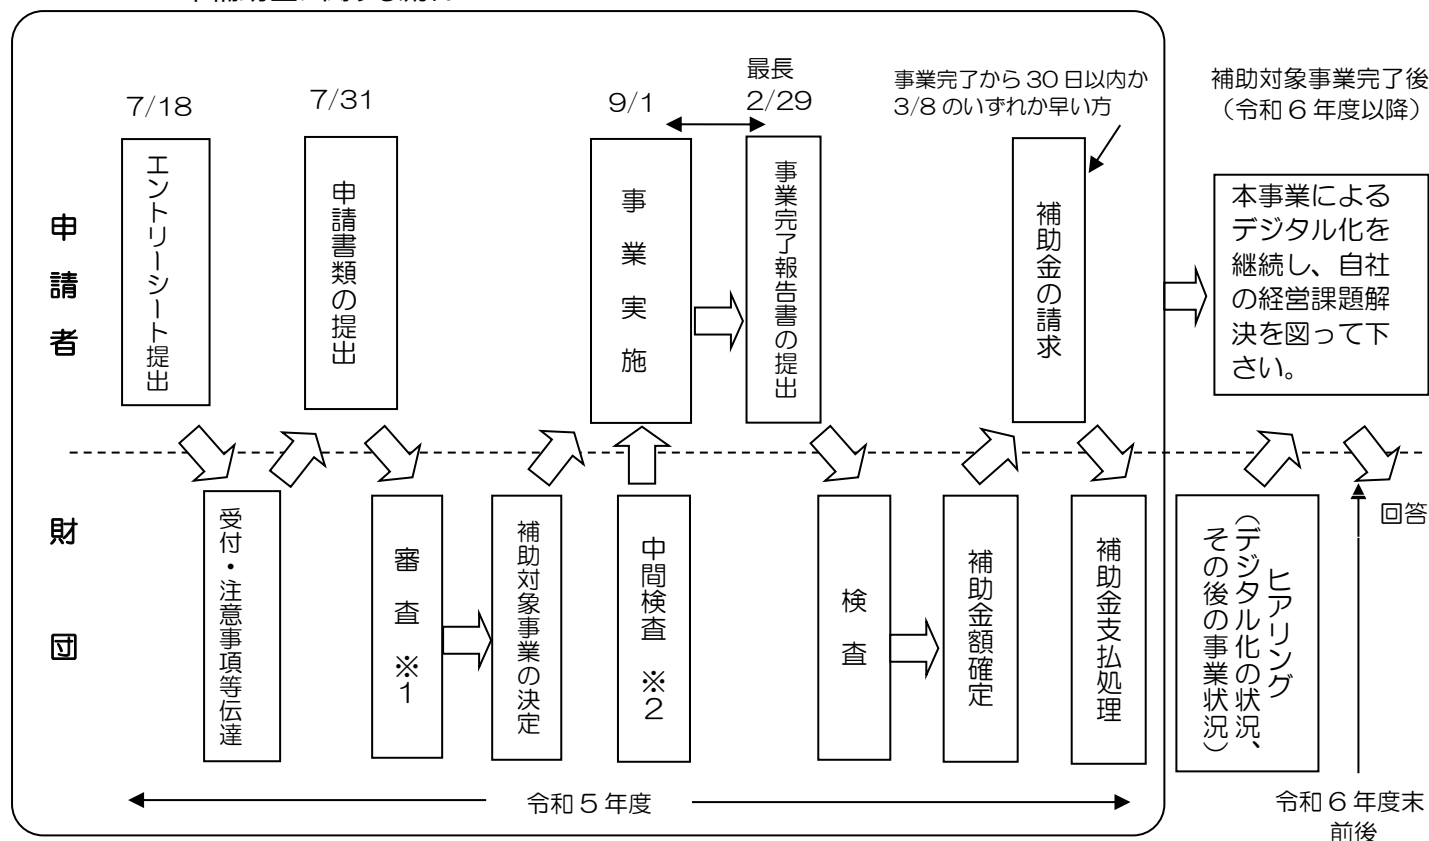 7/18
7/31
9/1
最長
2/29
事業完了から 30 日以内か
3/8 のいずれか早い方
補助対象事業完了後
（令和 6 年度以降）
申請者
エントリーシート提出
申請書類の提出
事業実施
事業完了報告書の提出
補助金の請求
本事業による
デジタル化を
継続し、自社
の経営課題解
決を図って下
さい。
財団
受付・注意事項等伝達
審査 ※1
補助対象事業の決定
中間検査 ※2
検査
補助金額確定
補助金支払処理
ヒアリング
（デジタル化の状況、
その後の事業状況）
回答
令和 5 年度
令和 6 年度末
前後